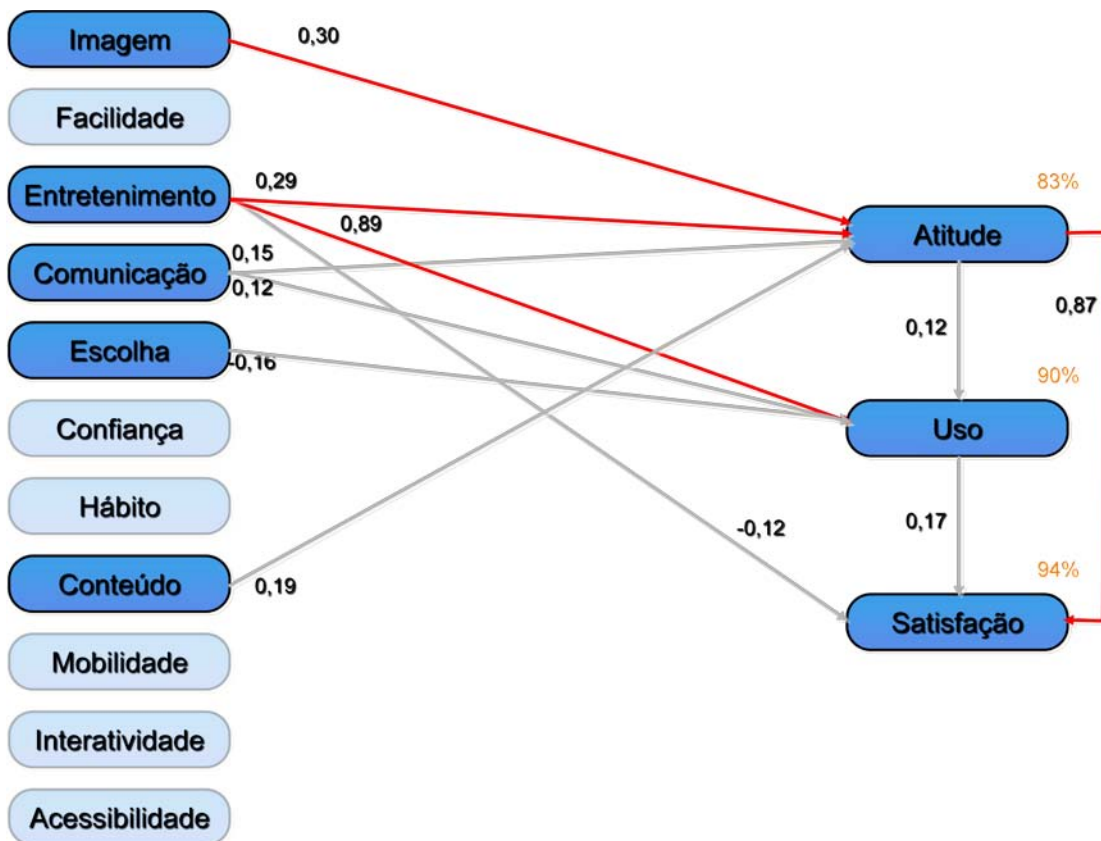 Imagem
0,30
Facilidade
Entretenimento
0,29
83%
0,89
Atitude
Comunicação
0,15
0,12
0,87
0,12
Escolha
-0,16
90%
Confiança
Uso
Hábito
-0,12
0,17
Conteúdo
0,19
94%
Satisfação
Mobilidade
Interatividade
Acessibilidade